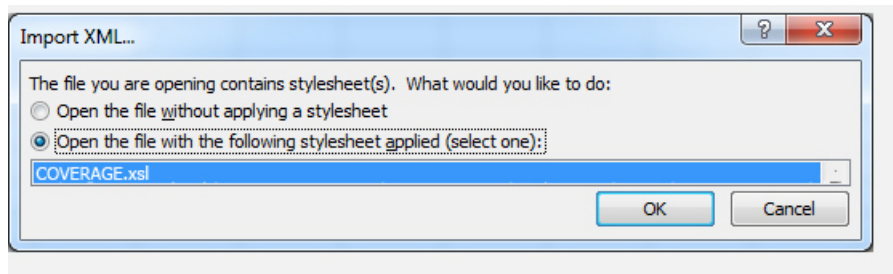 Import XML...
?
X
The file you are opening contains stylesheet(s). What would you like to do:
Open the file without applying a stylesheet
Open the file with the following stylesheet applied (select one):
COVERAGE.xsl
OK
Cancel